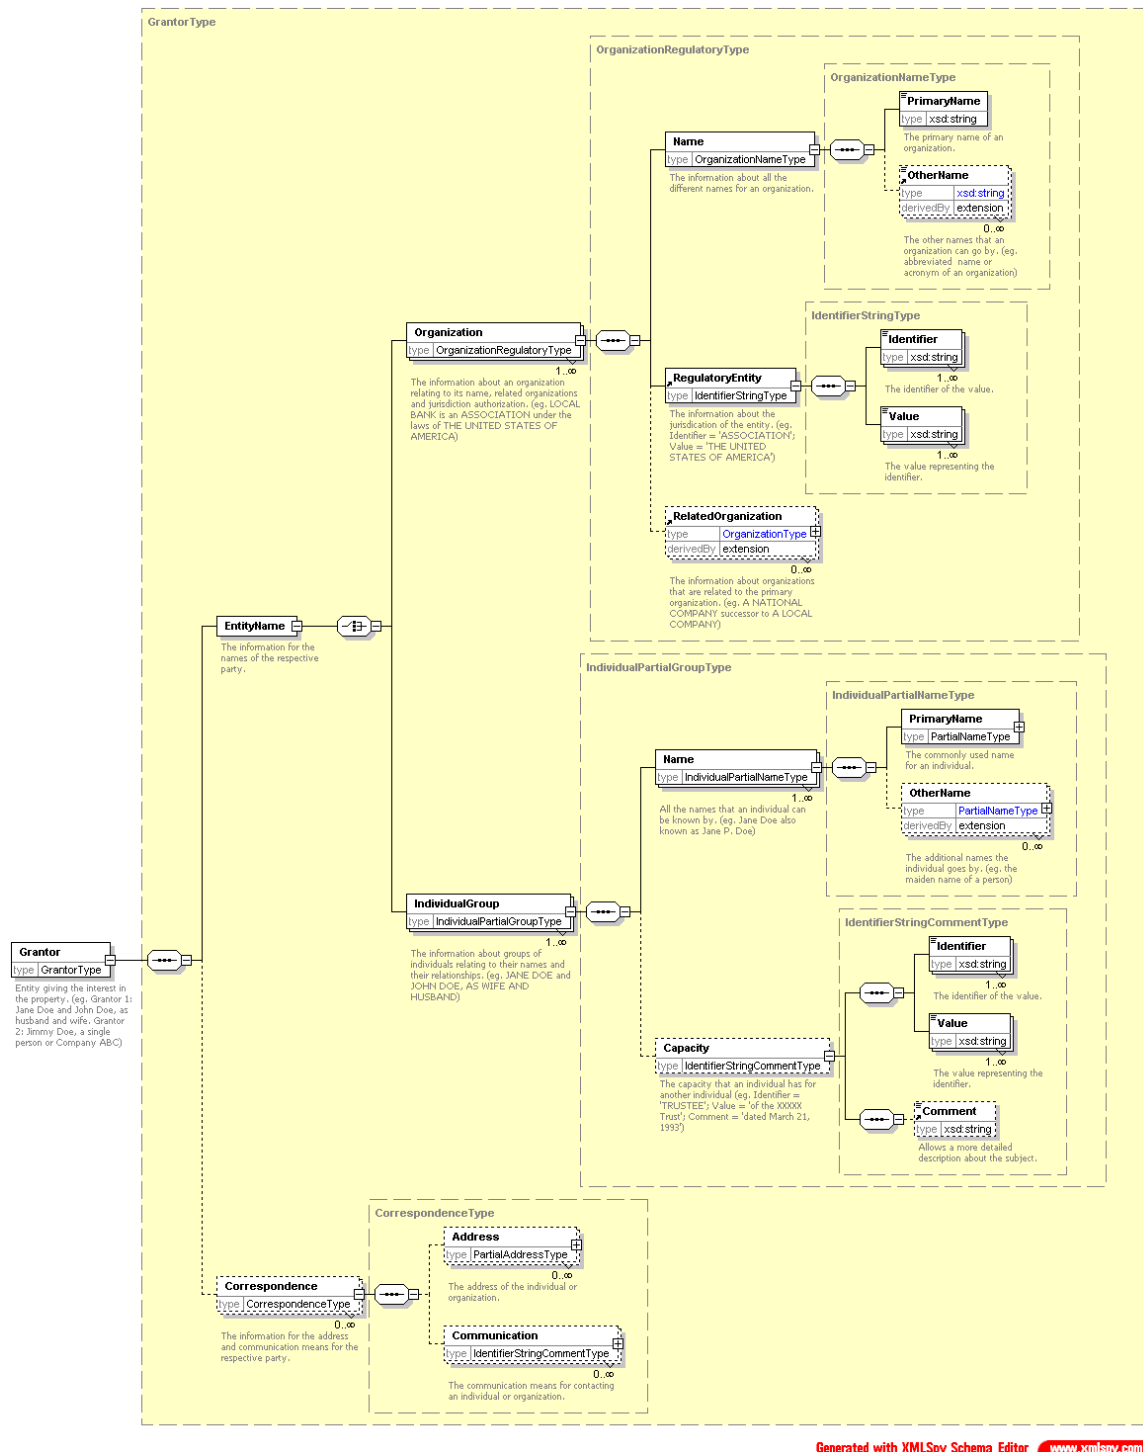 GrantorType
OrganizationRegulatoryType
OrganizationNameType
PrimaryName
type xsd:string
The primary name of an
organization.
Name
type OrganizationNameType
The information about all the
different names for an organization.
OtherName
type xsd:string
derivedBy extension
0..∞
The other names that an
organization can go by. (eg.
abbreviated name or
acronym of an organization)
Organization
type OrganizationRegulatoryType
1..∞
The information about an organization
relating to its name, related organizations
and jurisdiction authorization. (eg. LOCAL
BANK is an ASSOCIATION under the
laws of THE UNITED STATES OF
AMERICA)
IdentifierStringType
Identifier
type xsd:string
1..∞
The identifier of the value.
RegulatoryEntity
type IdentifierStringType
The information about the
jurisdication of the entity. (eg.
Identifier = 'ASSOCIATION';
Value = 'THE UNITED
STATES OF AMERICA')
Value
type xsd:string
1..∞
The value representing the
identifier.
RelatedOrganization
type OrganizationType
derivedBy extension
0..∞
The information about organizations
that are related to the primary
organization. (eg. A NATIONAL
COMPANY successor to A LOCAL
COMPANY)
EntityName
The information for the
names of the respective
party.
IndividualPartialGroupType
IndividualPartialNameType
PrimaryName
type PartialNameType
The commonly used name
for an individual.
Name
type IndividualPartialNameType
1..∞
All the names that an individual can
be known by. (eg. Jane Doe also
known as Jane P. Doe)
OtherName
type PartialNameType
derivedBy extension
0..∞
The additional names the
individual goes by. (eg. the
maiden name of a person)
IndividualGroup
type IndividualPartialGroupType
1..∞
The information about groups of
individuals relating to their names and
their relationships. (eg. JANE DOE and
JOHN DOE, AS WIFE AND
HUSBAND)
IdentifierStringCommentType
Identifier
type xsd:string
1..∞
The identifier of the value.
Value
type xsd:string
1..∞
The value representing the
identifier.
Capacity
type IdentifierStringCommentType
The capacity that an individual has for
another individual (eg. Identifier =
'TRUSTEE'; Value = 'of the XXXXX
Trust'; Comment = 'dated March 21,
1993')
Comment
type xsd:string
Allows a more detailed
description about the subject.
Grantor
type GrantorType
Entity giving the interest in
the property. (eg. Grantor 1:
Jane Doe and John Doe, as
husband and wife. Grantor
2: Jimmy Doe, a single
person or Company ABC)
CorrespondenceType
Address
type PartialAddressType
0..∞
The address of the individual or
organization.
Correspondence
type CorrespondenceType
0..∞
The information for the address
and communication means for the
respective party.
Communication
type IdentifierStringCommentType
0..∞
The communication means for contacting
an individual or organization.
Generated with XMLSpy Schema Editor www.xmlspy.com